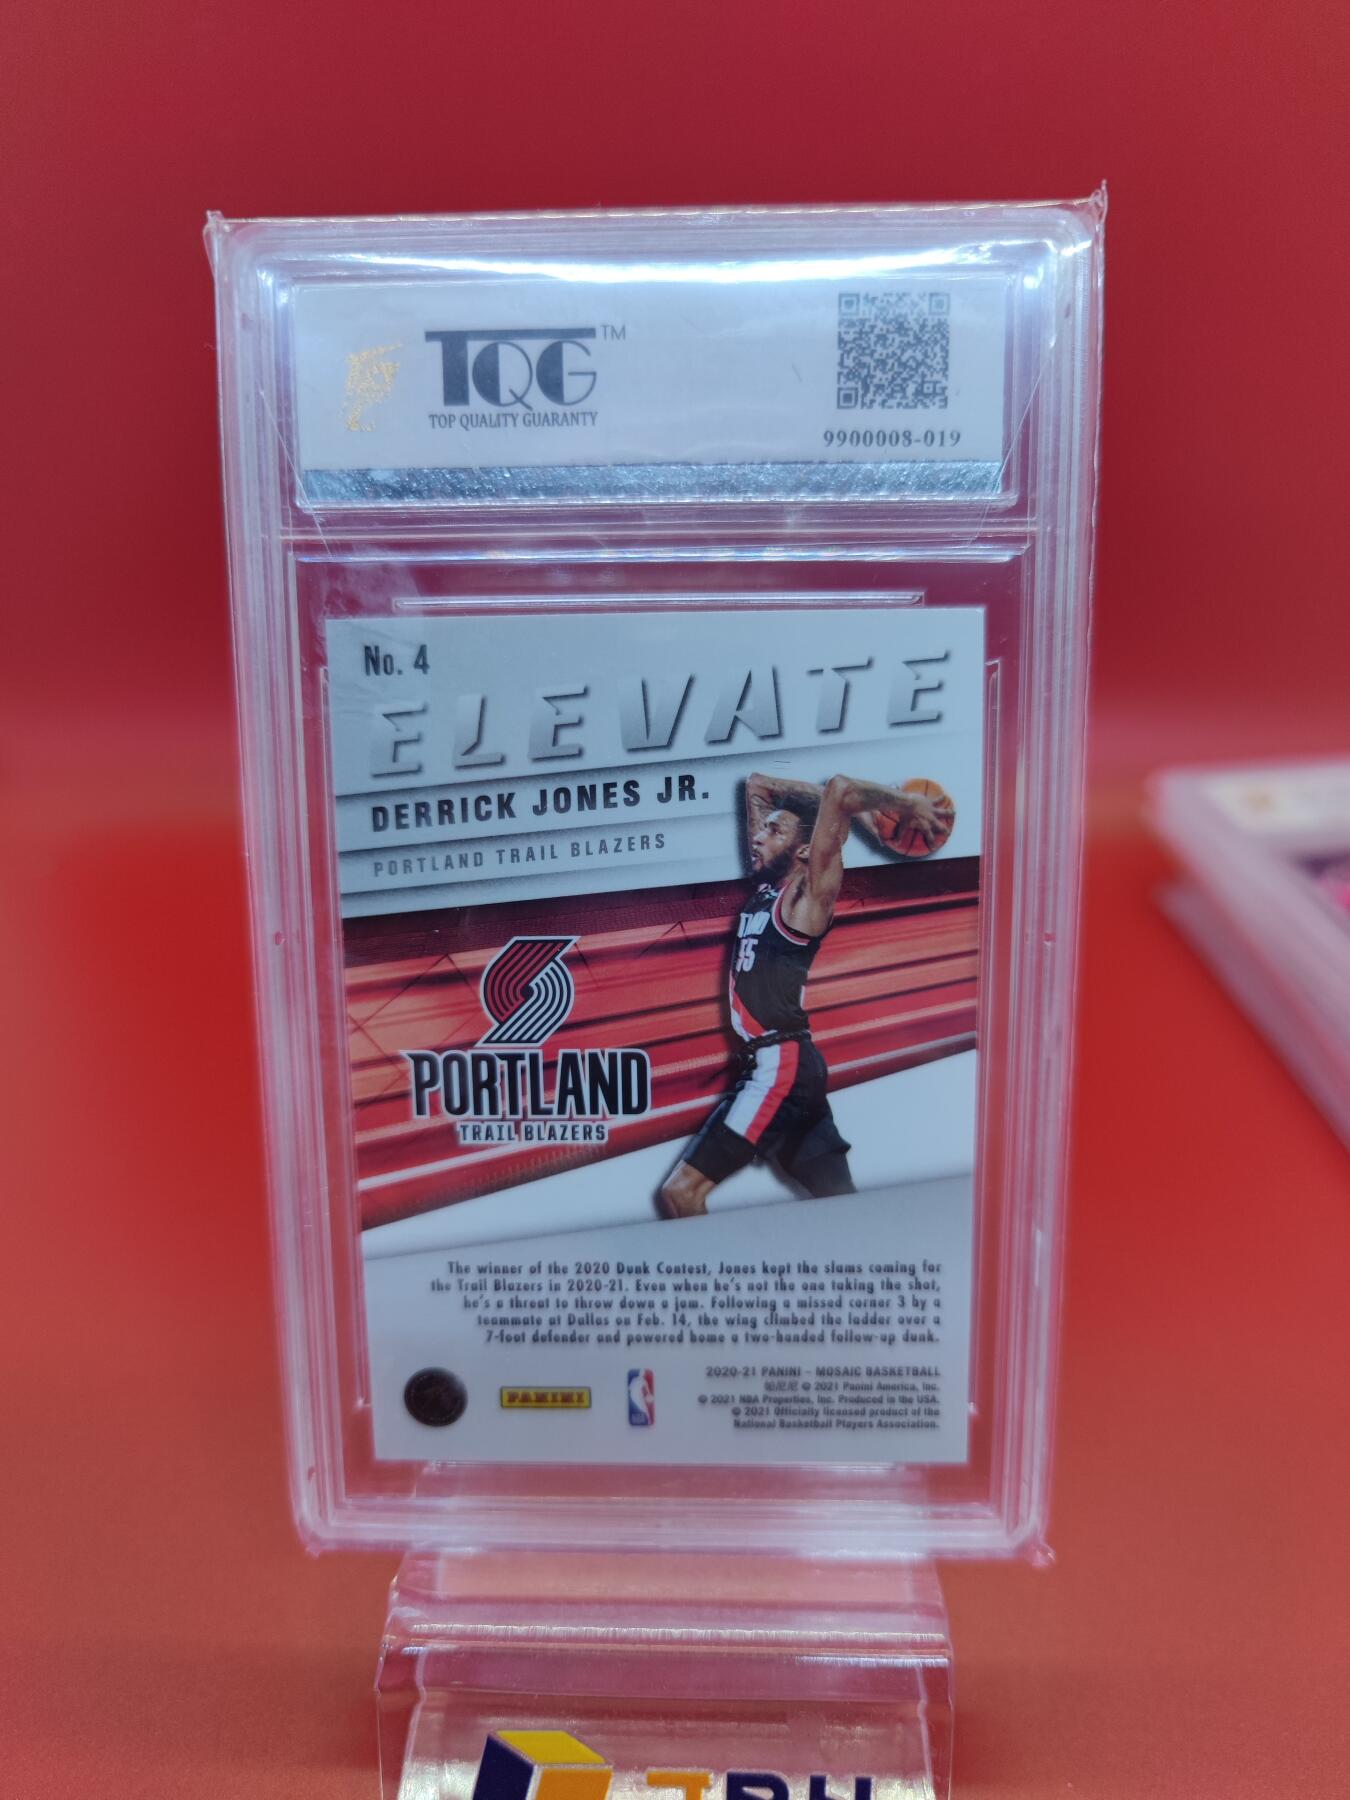 TQG™
TOP QUALITY GUARANTY
9900008-019
No. 4
ELEVATE
DERRICK JONES JR.
PORTLAND TRAIL BLAZERS
55
PORTLAND
TRAIL BLAZERS
The winner of the 2020 Dunk Contest, Jones kept the slams coming for
the Trail Blazers in 2020-21. Even when he's not the one taking the shot,
he's a threat to throw down a jam. Following a missed corner 3 by a
teammate at Dallas on Feb. 14, the wing climbed the ladder over a
7-foot defender and powered home a two-handed follow-up dunk.
PANINI
2020-21 PANINI – MOSAIC BASKETBALL
© 2021 Panini America, Inc.
© 2021 NBA Properties, Inc. Produced in the USA.
© 2021 Officially licensed product of the
National Basketball Players Association.